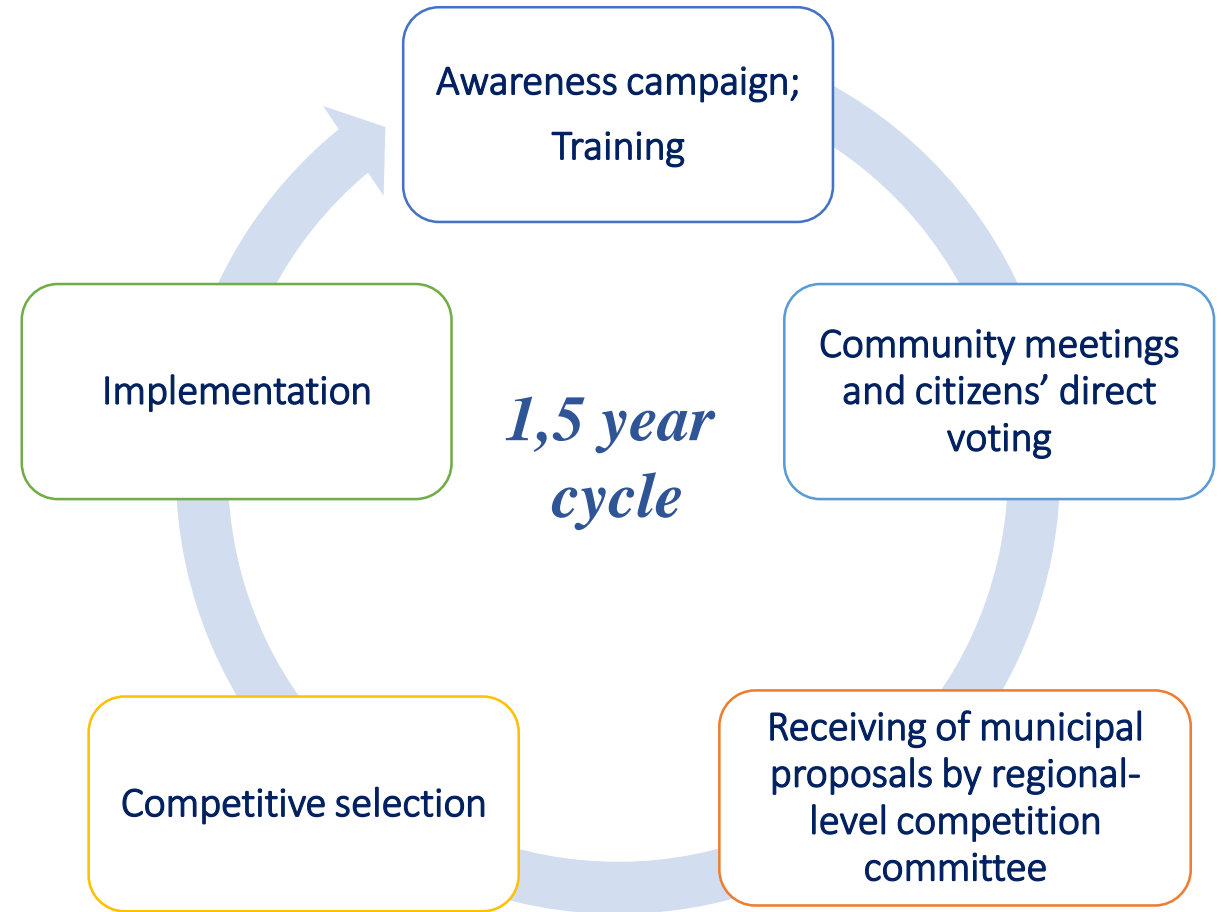 Awareness campaign;
Training
Community meetings
and citizens’ direct
voting
Receiving of municipal
proposals by regional-
level competition
committee
Competitive selection
Implementation
1,5 year
cycle